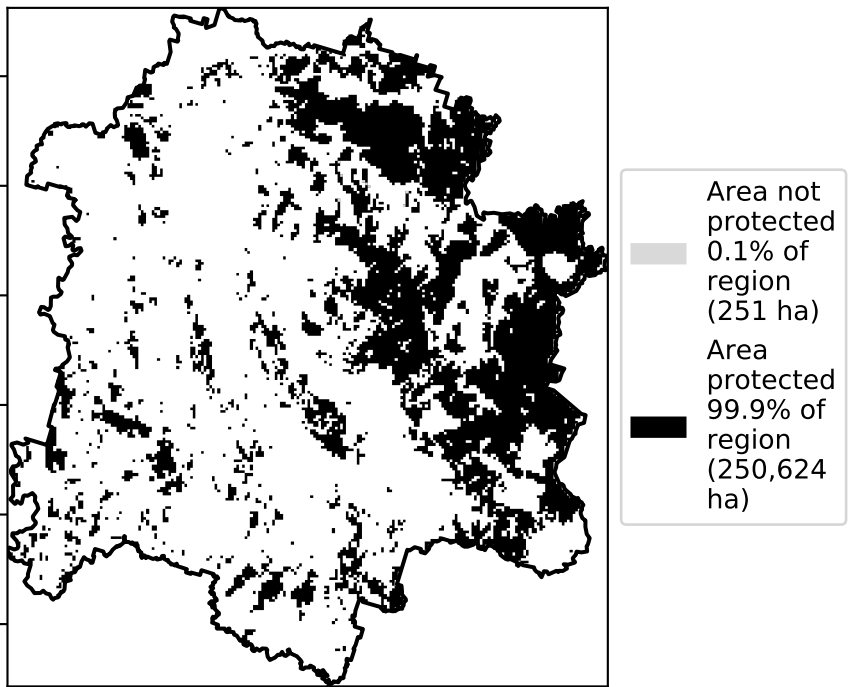 Area not
protected
0.1% of
region
(251 ha)
Area
protected
99.9% of
region
(250,624
ha)